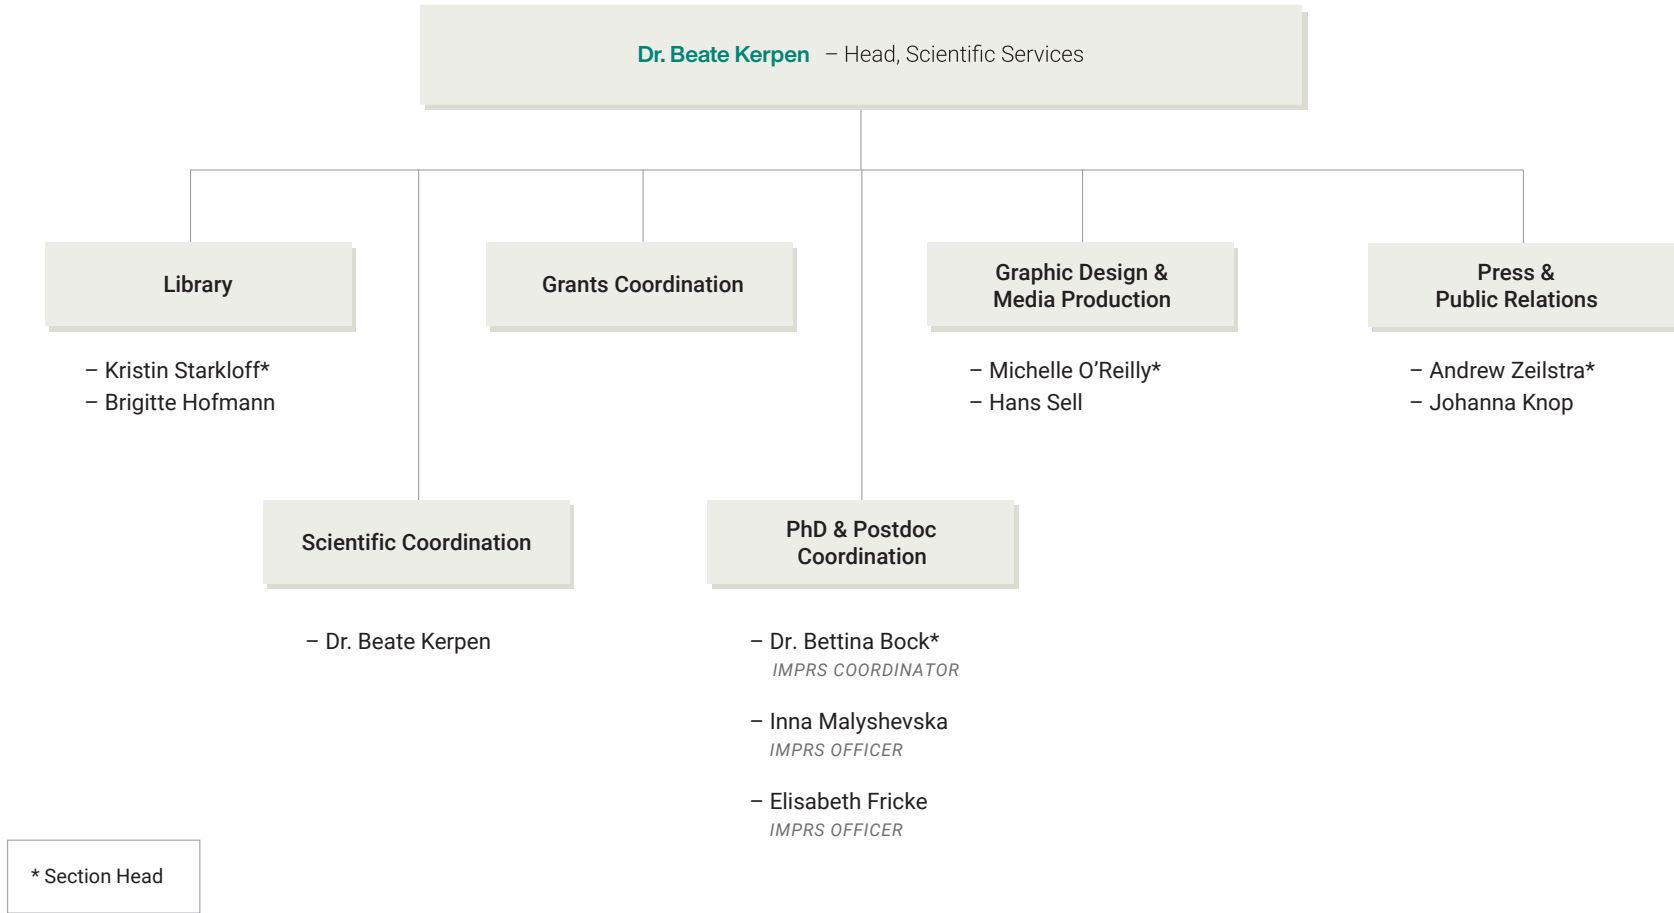 Dr. Beate Kerpen – Head, Scientific Services
Library
– Kristin Starkloff*
– Brigitte Hofmann
Grants Coordination
Graphic Design &
Media Production
– Michelle O’Reilly*
– Hans Sell
Press &
Public Relations
– Andrew Zeilstra*
– Johanna Knop
Scientific Coordination
– Dr. Beate Kerpen
PhD & Postdoc
Coordination
– Dr. Bettina Bock*
IMPRS COORDINATOR
– Inna Malyshevska
IMPRS OFFICER
– Elisabeth Fricke
IMPRS OFFICER
* Section Head